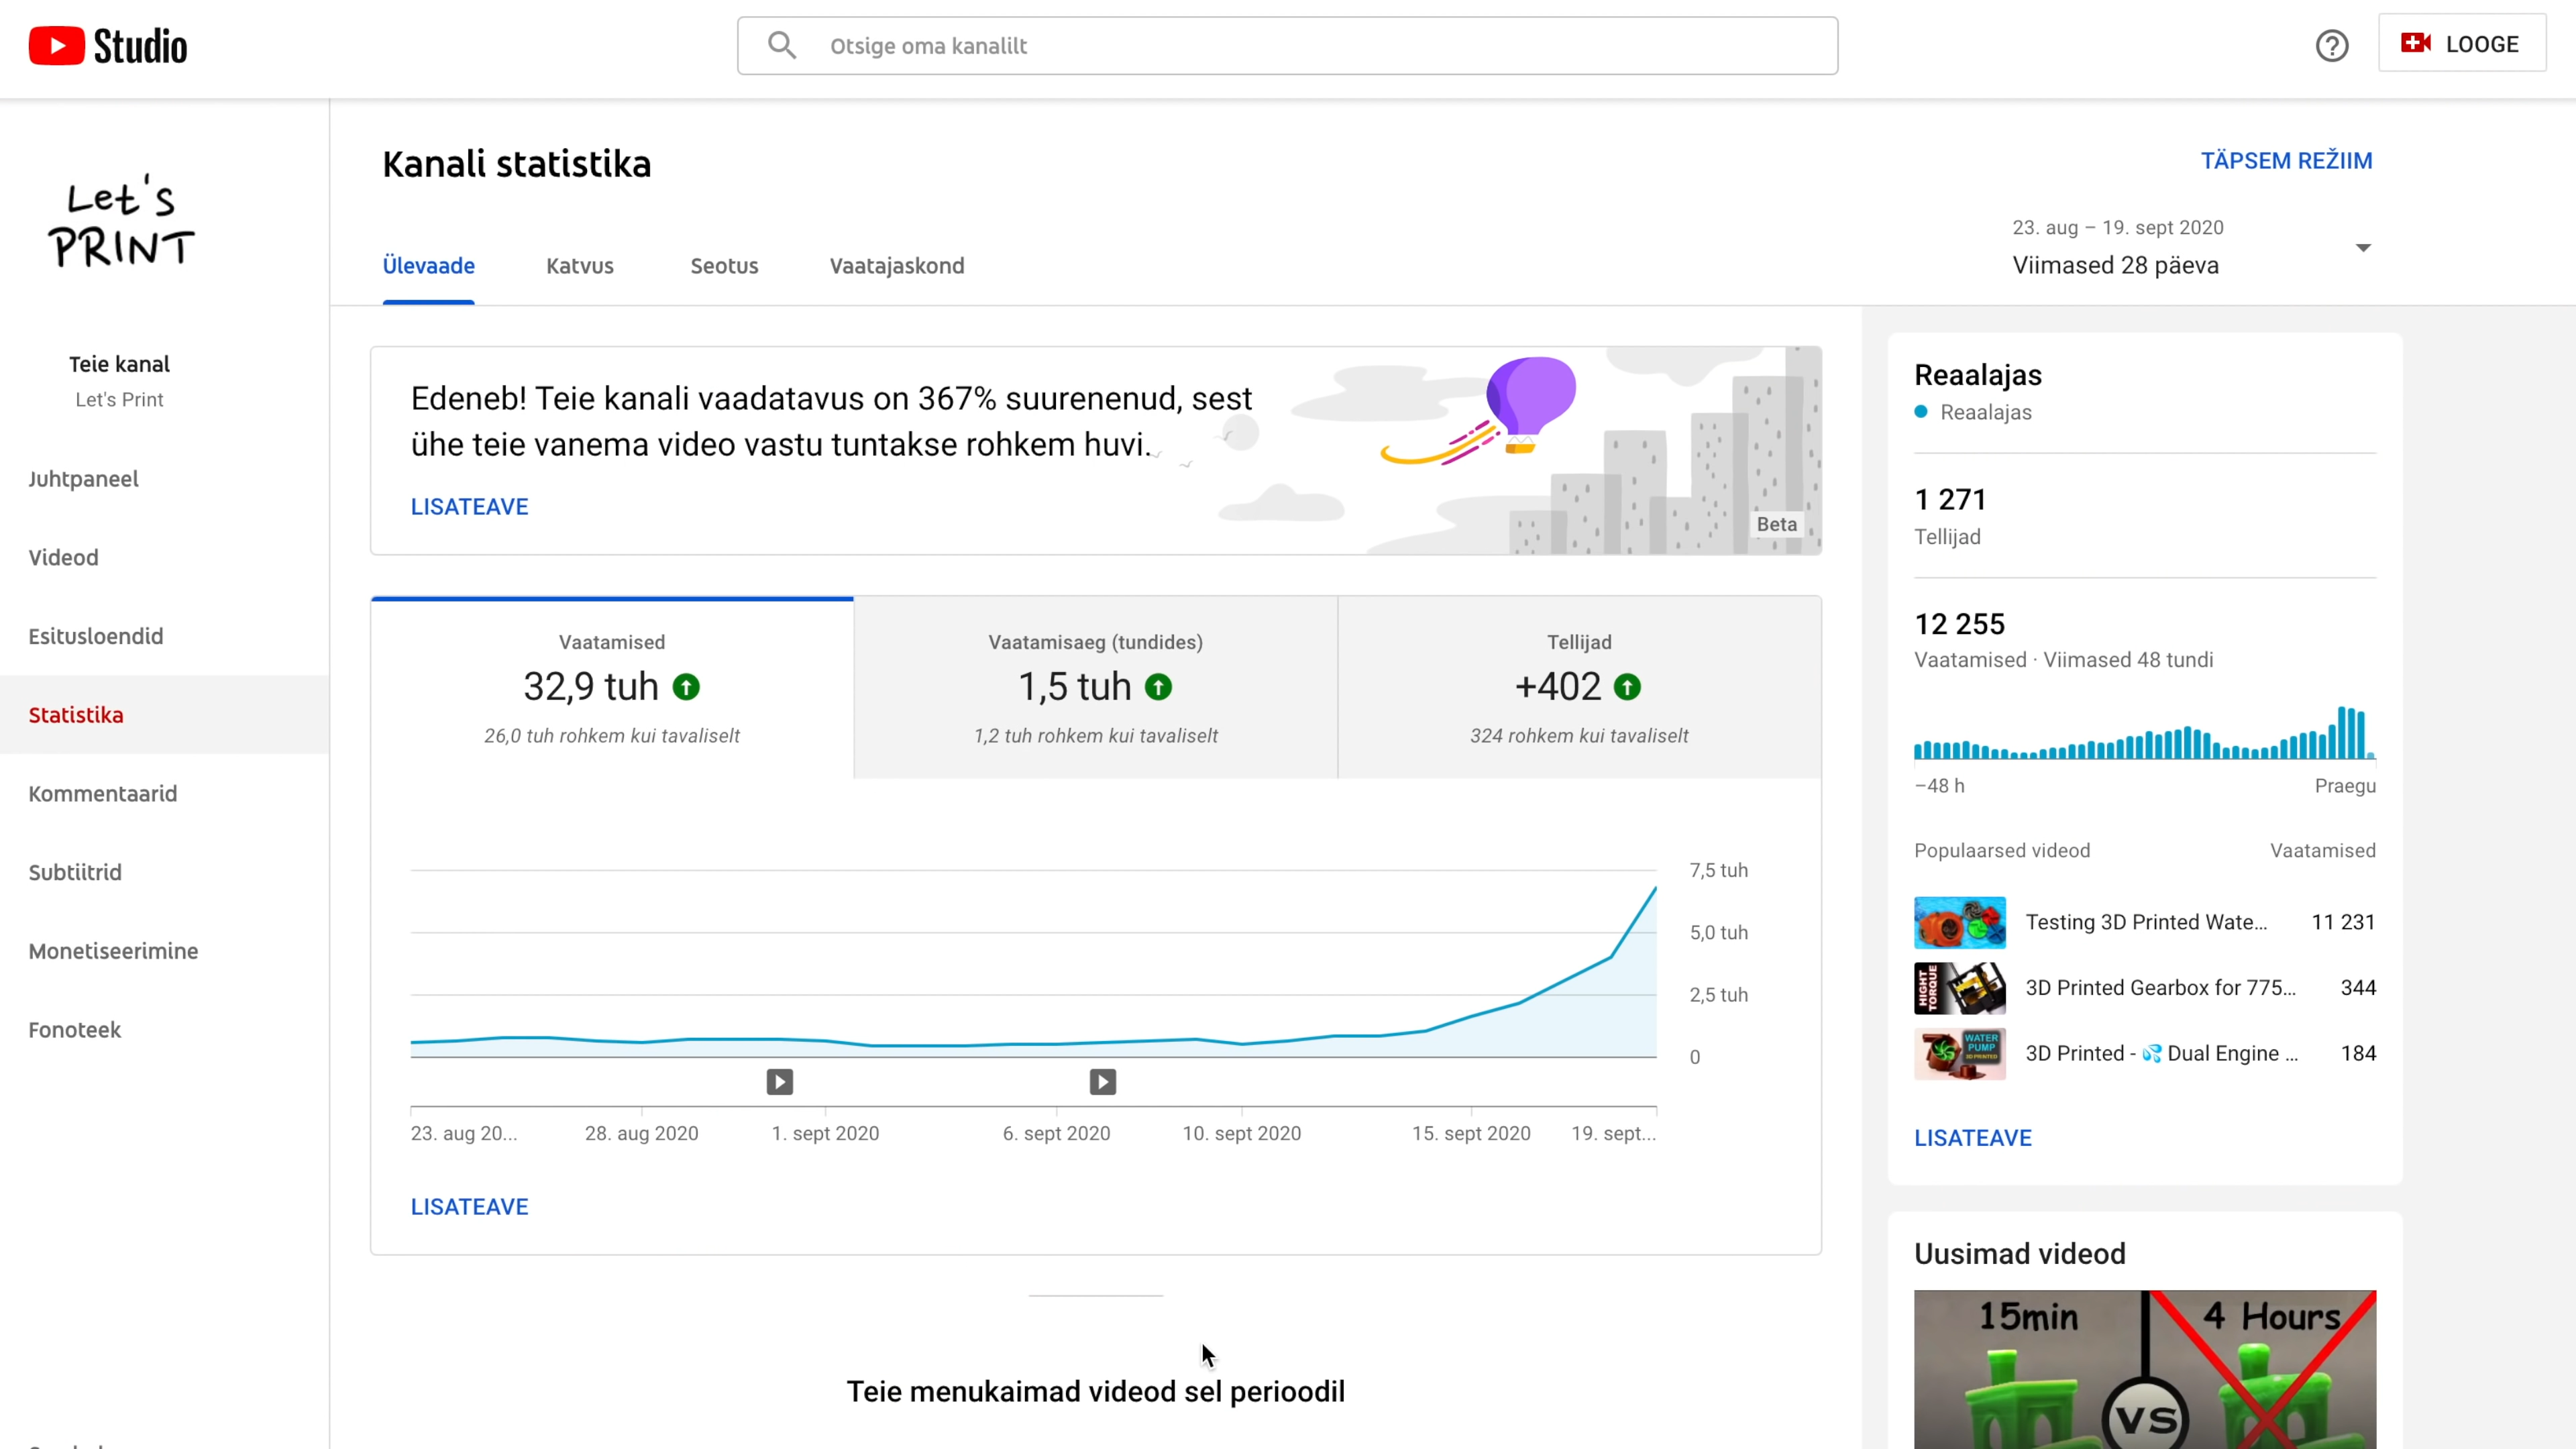 Studio
Otsige oma kanalilt
LOOGE
Let's
PRINT
Teie kanal
Let's Print
Juhtpaneel
Videod
Esitusloendid
Statistika
Kommentaarid
Subtiitrid
Monetiseerimine
Fonoteek
Kanali statistika
TÄPSEM REŽIIM
Ülevaade
Katvus
Seotus
Vaatajaskond
23. aug – 19. sept 2020
Viimased 28 päeva
Edeneb! Teie kanali vaadatavus on 367% suurenenud, sest
ühe teie vanema video vastu tuntakse rohkem huvi.
LISATEAVE
Beta
Vaatamised
32,9 tuh
26,0 tuh rohkem kui tavaliselt
Vaatamisaeg (tundides)
1,5 tuh
1,2 tuh rohkem kui tavaliselt
Tellijad
+402
324 rohkem kui tavaliselt
7,5 tuh
5,0 tuh
2,5 tuh
0
23. aug 20...
28. aug 2020
1. sept 2020
6. sept 2020
10. sept 2020
15. sept 2020
19. sept...
LISATEAVE
Teie menukaimad videod sel perioodil
Reaalajas
Reaalajas
1 271
Tellijad
12 255
Vaatamised · Viimased 48 tundi
−48 h
Praegu
Populaarsed videod
Vaatamised
Testing 3D Printed Wate...
11 231
HIGHT
TORQUE
3D Printed Gearbox for 775...
344
WATER
PUMP
3D PRINTED
3D Printed - 💦 Dual Engine ...
184
LISATEAVE
Uusimad videod
15min
4 Hours
VS